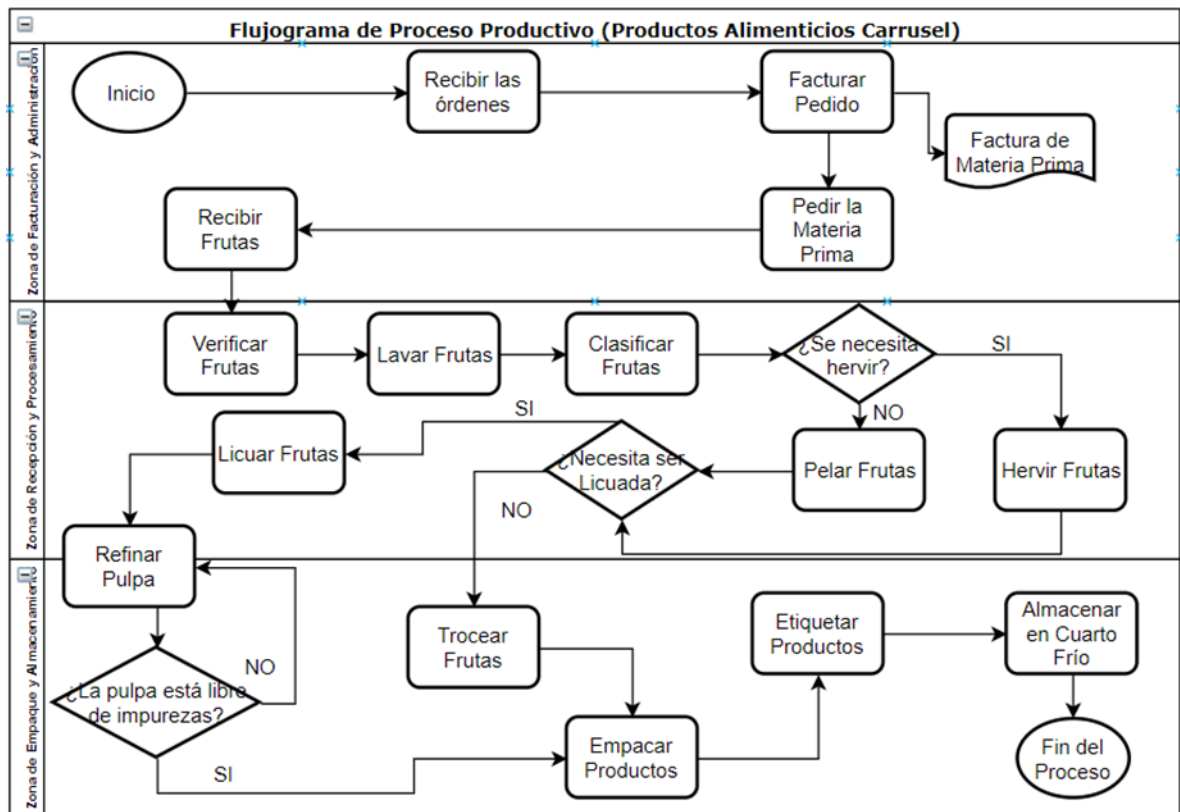 Flujograma de Proceso Productivo (Productos Alimenticios Carrusel)
Zona de Facturación y Administración
Inicio
Recibir las
órdenes
Facturar
Pedido
Factura de
Materia Prima
Recibir
Frutas
Pedir la
Materia
Prima
Zona de Recepción y Procesamiento
Verificar
Frutas
Lavar Frutas
Clasificar
Frutas
¿Se necesita
hervir?
SI
NO
Hervir Frutas
Pelar Frutas
¿Necesita ser
Licuada?
SI
NO
Licuar Frutas
Refinar
Pulpa
Zona de Empaque y Almacenamiento
¿La pulpa está libre
de impurezas?
NO
SI
Trocear
Frutas
Empacar
Productos
Etiquetar
Productos
Almacenar
en Cuarto
Frío
Fin del
Proceso